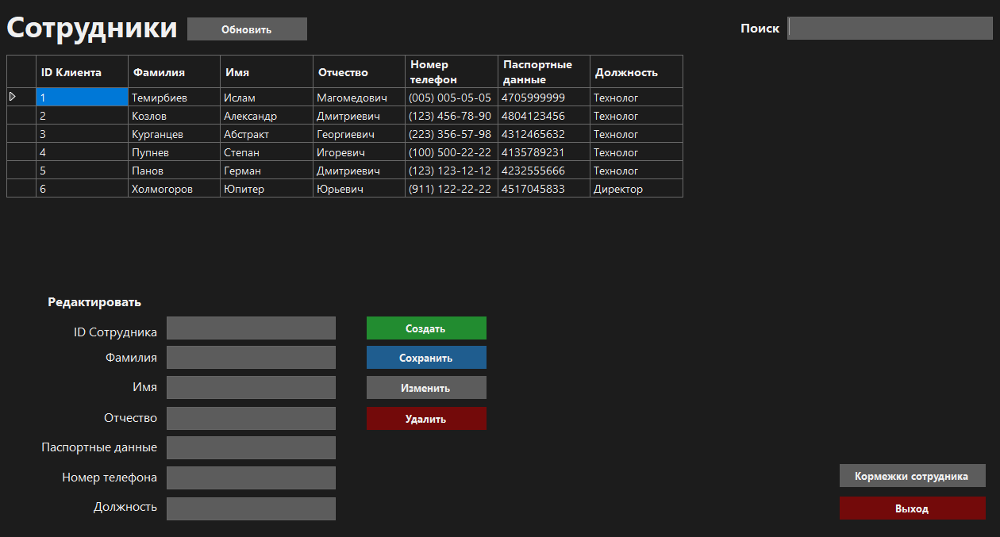 Сотрудники
Обновить
Поиск
ID Клиента Фамилия Имя Отчество Номер телефон Паспортные данные Должность
1 Темирбиев Ислам Магомедович (005) 005-05-05 4705999999 Технолог
2 Козлов Александр Дмитриевич (123) 456-78-90 4804123456 Технолог
3 Курганцев Абстракт Георгиевич (223) 356-57-98 4312465632 Технолог
4 Пупнев Степан Игоревич (100) 500-22-22 4135789231 Технолог
5 Панов Герман Дмитриевич (123) 123-12-12 4232555666 Технолог
6 Холмогоров Юпитер Юрьевич (911) 122-22-22 4517045833 Директор
Редактировать
ID Сотрудника
Фамилия
Имя
Отчество
Паспортные данные
Номер телефона
Должность
Создать
Сохранить
Изменить
Удалить
Кормежки сотрудника
Выход